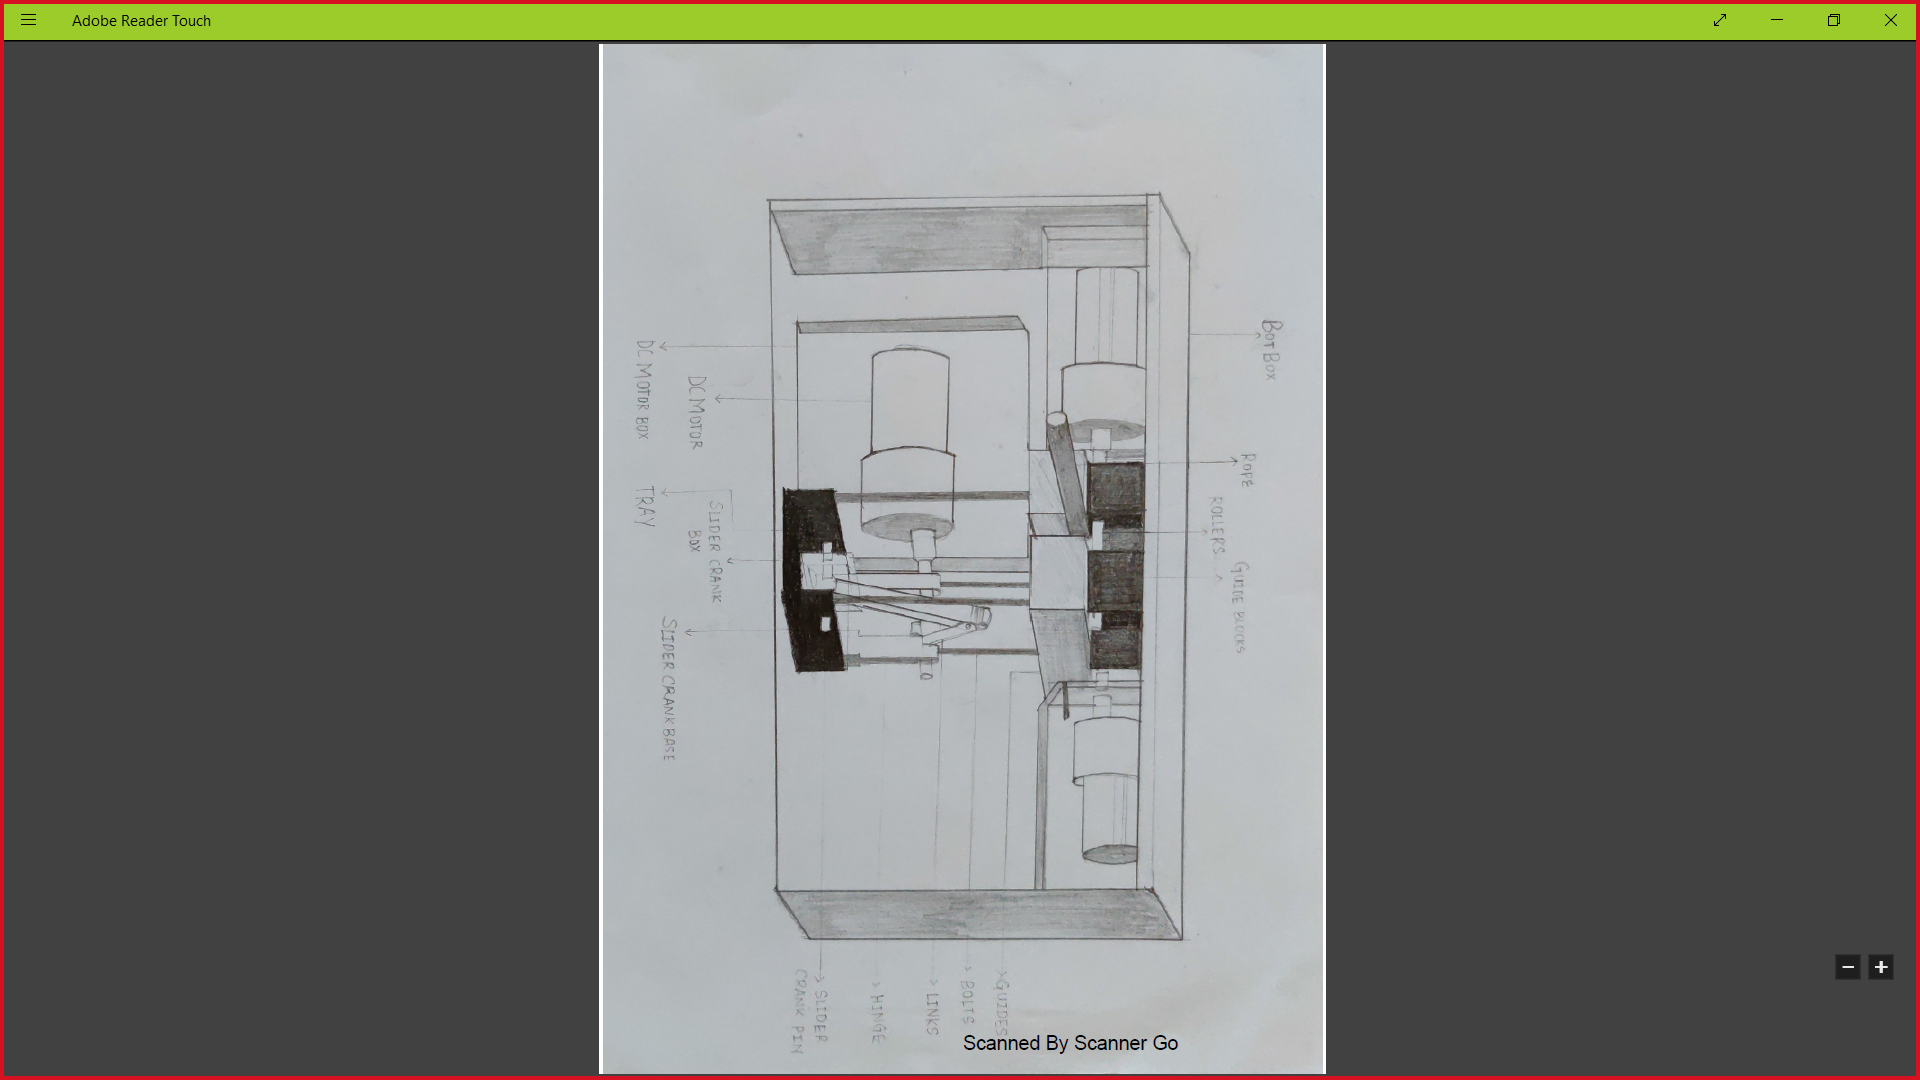 Adobe Reader Touch
BOT BOX
ROPE
ROLLERS
GUIDE BLOCKS
DC MOTOR BOX
DC MOTOR
TRAY
SLIDER CRANK
BOX
SLIDER CRANK BASE
GUIDES
BOLTS
LINKS
HINGE
SLIDER
CRANK PIN
Scanned By Scanner Go